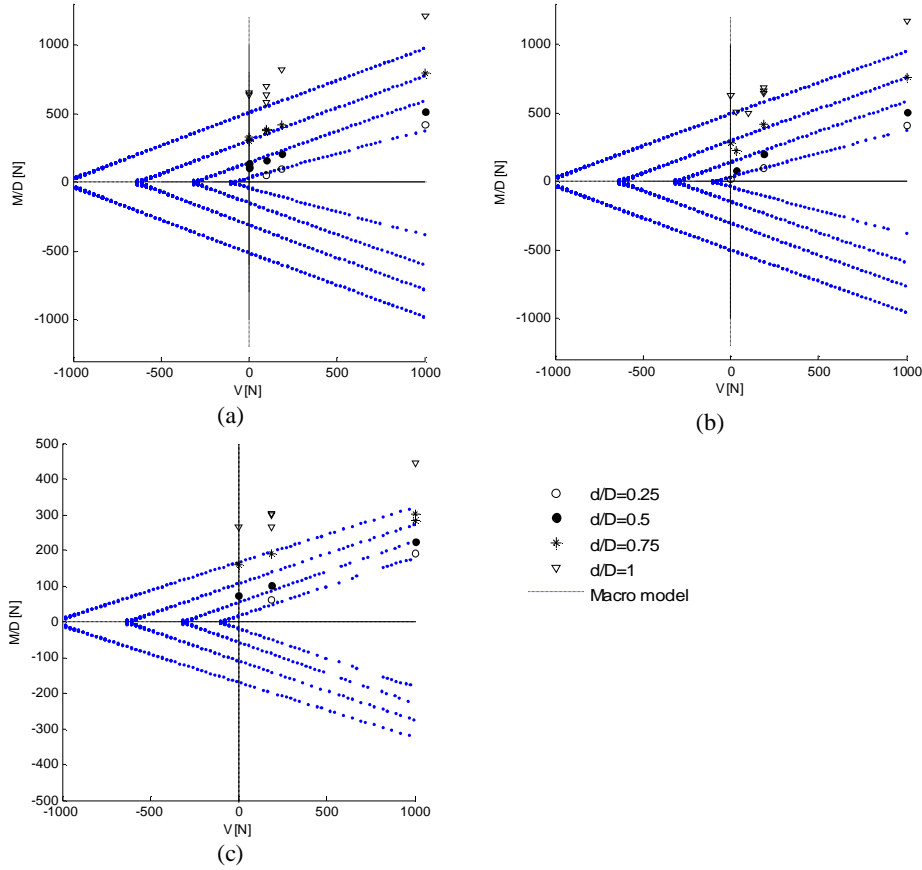 1000
500
0
-500
-1000
M/D [N]
-1000 -500 0 500 1000
V [N]
(a)
1000
500
0
-500
-1000
M/D [N]
-1000 -500 0 500 1000
V [N]
(b)
500
400
300
200
100
0
-100
-200
-300
-400
-500
M/D [N]
-1000 -500 0 500 1000
V [N]
(c)
d/D=0.25
d/D=0.5
d/D=0.75
d/D=1
Macro model